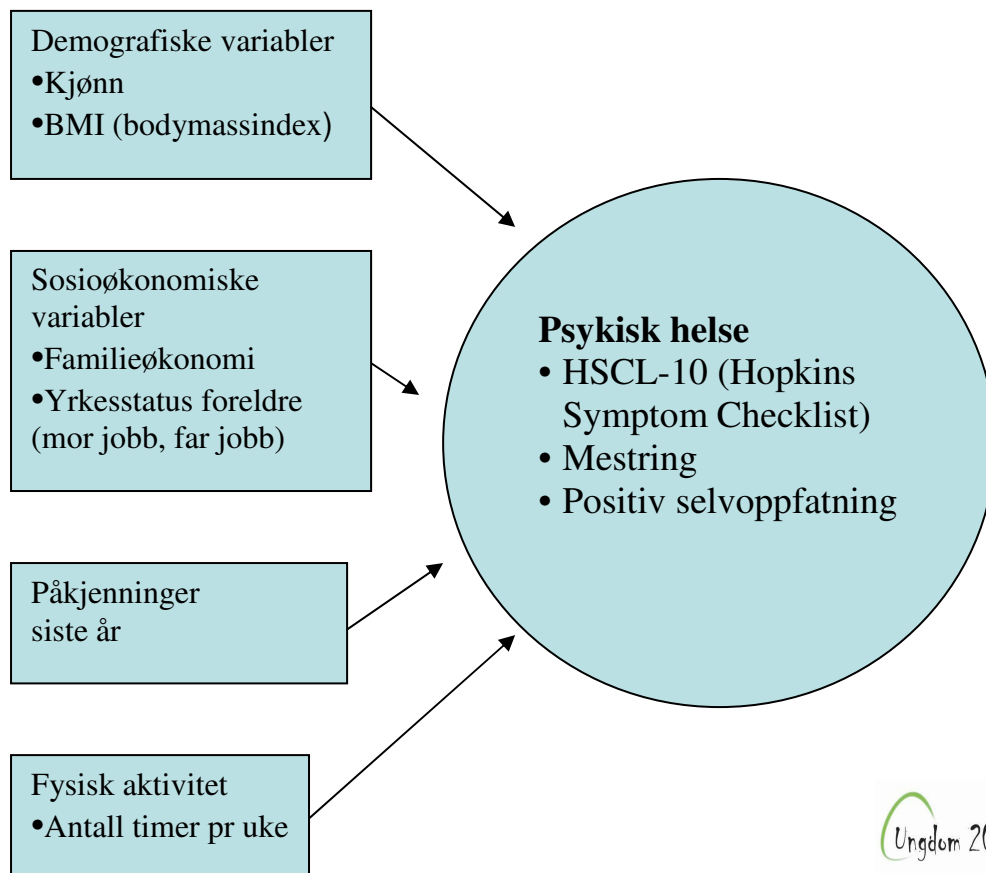 Demografiske variabler
•Kjønn
•BMI (bodymassindex)
Sosioøkonomiske
variabler
•Familieøkonomi
•Yrkesstatus foreldre
(mor jobb, far jobb)
Påkjenninger
siste år
Fysisk aktivitet
•Antall timer pr uke
Psykisk helse
• HSCL-10 (Hopkins
Symptom Checklist)
• Mestring
• Positiv selvoppfatning
Ungdom